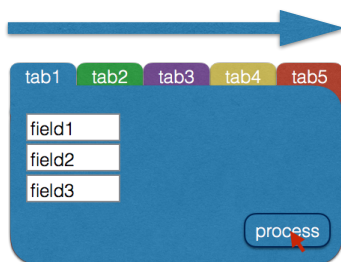 tab1 tab2 tab3 tab4 tab5
field1
field2
field3
process